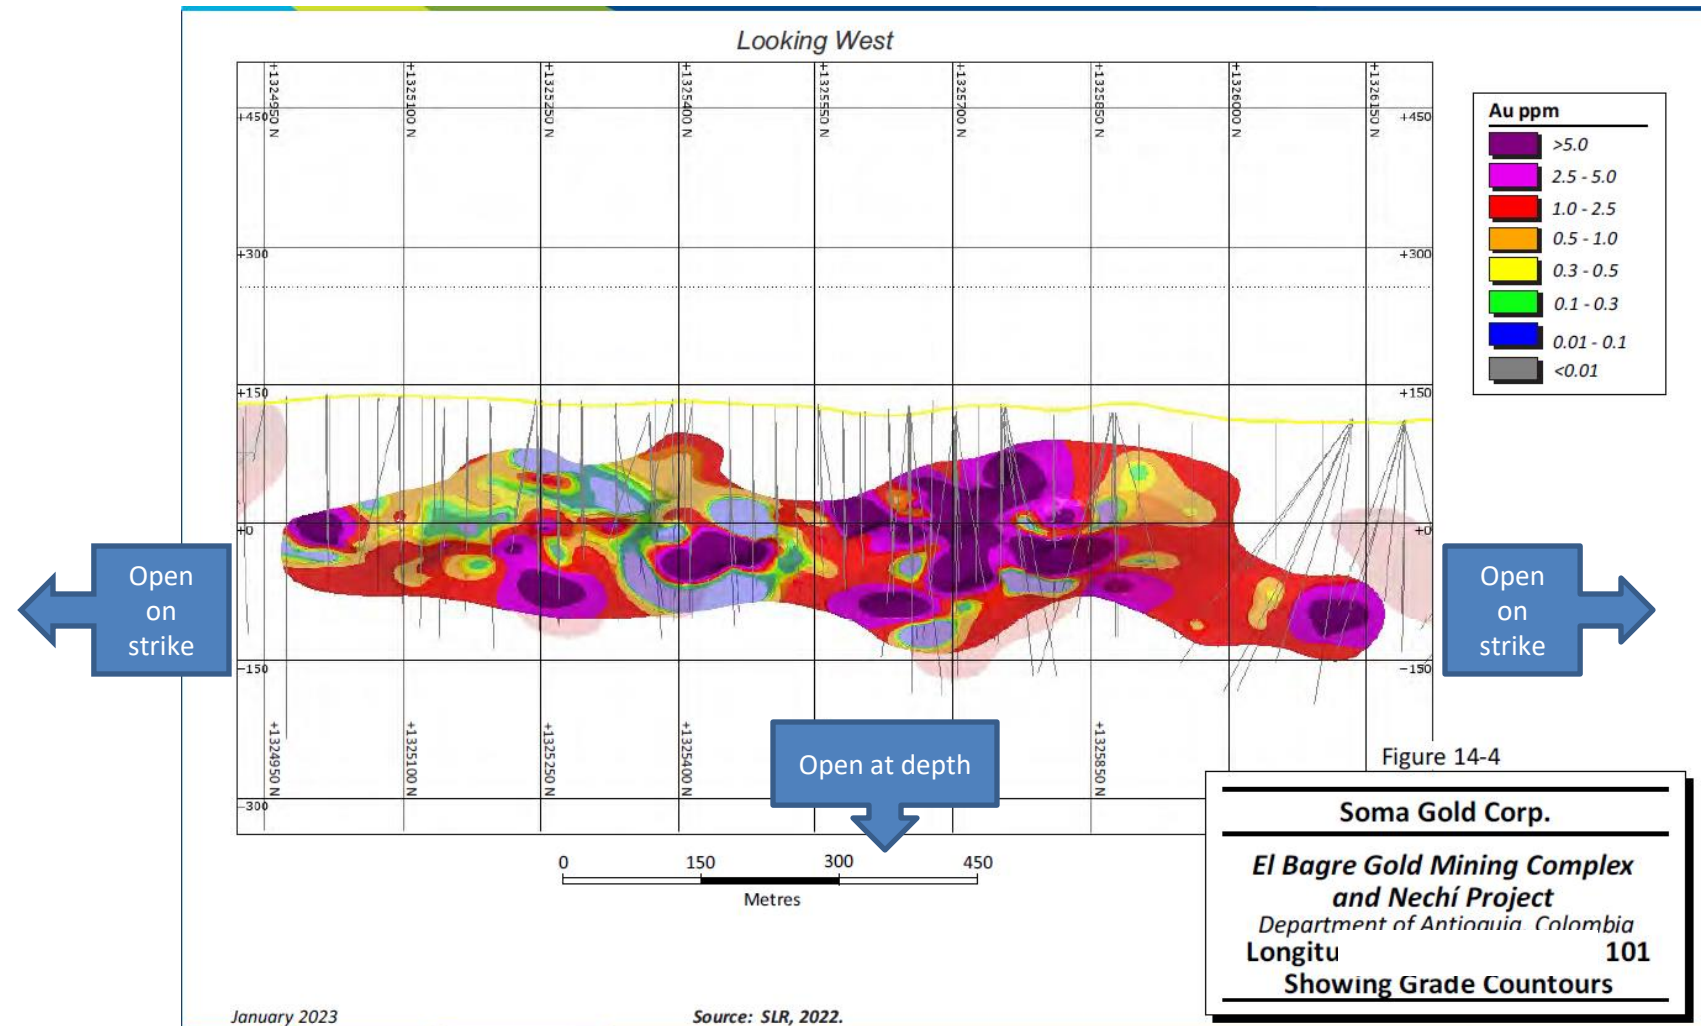 Looking West
+1324950 N
+1325100 N
+1325250 N
+1325400 N
+1325550 N
+1325700 N
+1325850 N
+1326000 N
+1326150 N
+450
+450
+300
+300
+150
+150
+0
+0
−150
−150
−300
+1324950 N
+1325100 N
+1325250 N
+1325400 N
+1325850 N
Au ppm
>5.0
2.5 - 5.0
1.0 - 2.5
0.5 - 1.0
0.3 - 0.5
0.1 - 0.3
0.01 - 0.1
<0.01
Open
on
strike
Open
on
strike
Open at depth
0 150 300 450
Metres
Figure 14-4
Soma Gold Corp.
El Bagre Gold Mining Complex
and Nechí Project
Department of Antioquia, Colombia
Longitu 101
Showing Grade Countours
January 2023
Source: SLR, 2022.